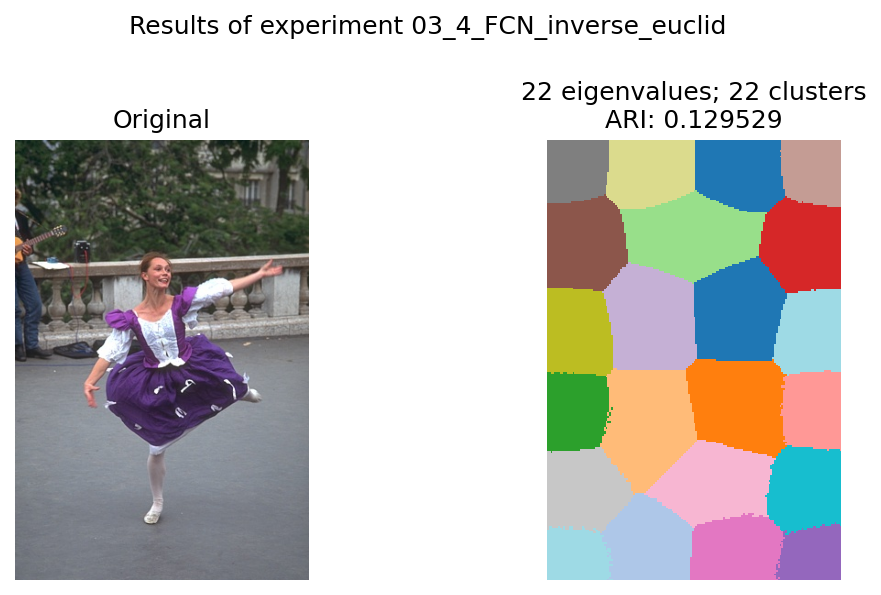 Results of experiment 03_4_FCN_inverse_euclid
Original
22 eigenvalues; 22 clusters
ARI: 0.129529